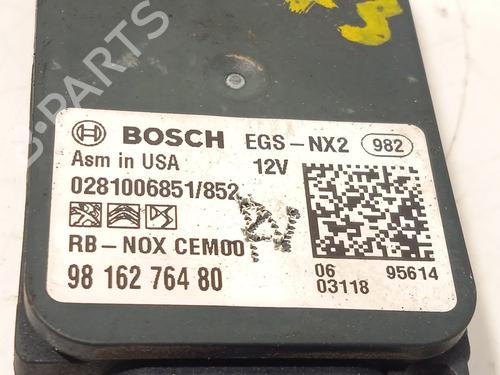 B-PARTS
BOSCH EGS-NX2 982
Asm in USA 12V
0281006851/852
RB-NOX CEM00
98 162 764 80
06 95614
03118